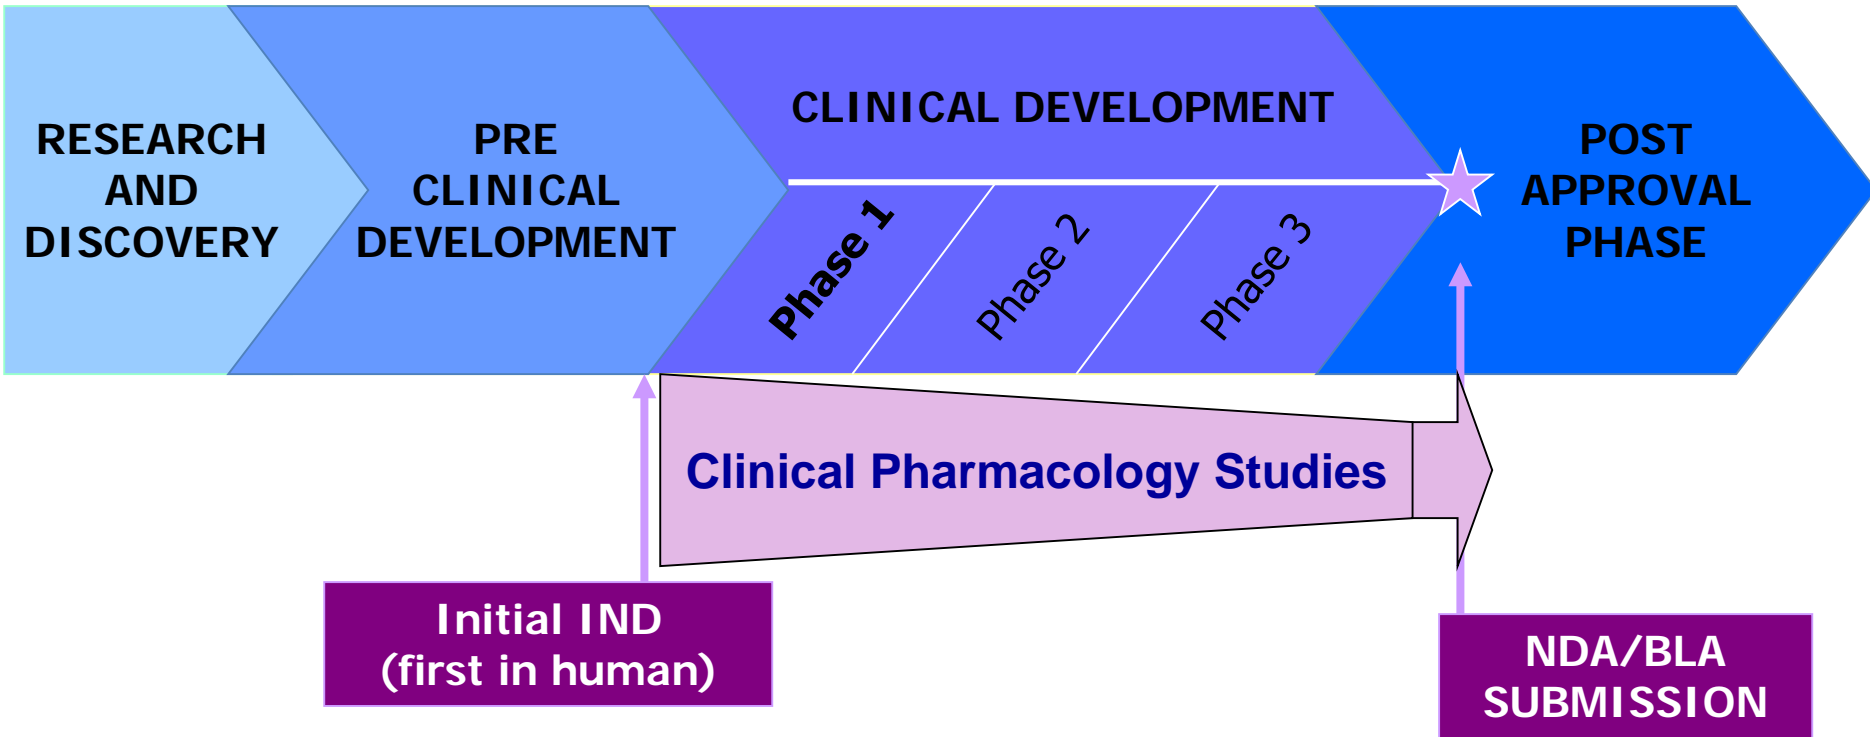 RESEARCH
AND
DISCOVERY
PRE
CLINICAL
DEVELOPMENT
CLINICAL DEVELOPMENT
Phase 1
Phase 2
Phase 3
POST
APPROVAL
PHASE
Clinical Pharmacology Studies
Initial IND
(first in human)
NDA/BLA
SUBMISSION